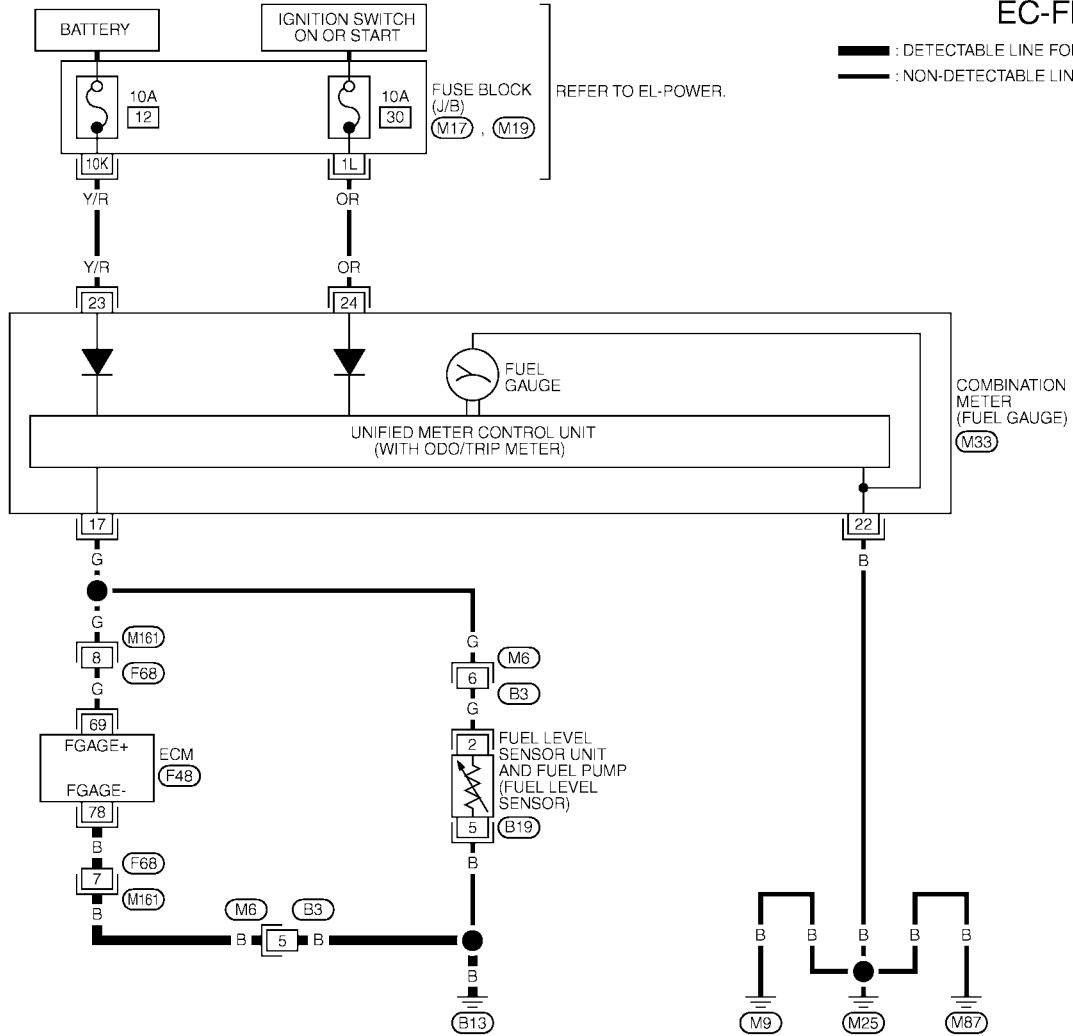 EC-F
BATTERY
IGNITION SWITCH
ON OR START
: DETECTABLE LINE FO
: NON-DETECTABLE LIN
10A
12
10A
30
FUSE BLOCK
(J/B)
M17 , M19
REFER TO EL-POWER.
10K
1L
Y/R
OR
Y/R
OR
23
24
FUEL
GAUGE
COMBINATION
METER
(FUEL GAUGE)
M33
UNIFIED METER CONTROL UNIT
(WITH ODO/TRIP METER)
17
22
G
B
G
M161
8
F68
G
G
M6
6
B3
G
69
FGAGE+
ECM
F48
FGAGE-
78
2
FUEL LEVEL
SENSOR UNIT
AND FUEL PUMP
(FUEL LEVEL
SENSOR)
5
B19
B
F68
7
M161
B
B
M6
B3
B
5
B
B
B13
B
B
B
B
B
M9
M25
M87